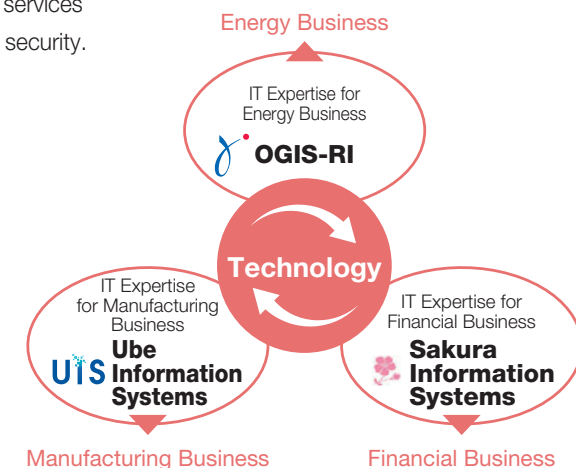 services
security.
Energy Business
IT Expertise for
Energy Business
OGIS-RI
Technology
IT Expertise
for Manufacturing
Business
UIS
Ube
Information
Systems
IT Expertise for
Financial Business
Sakura
Information
Systems
Manufacturing Business
Financial Business